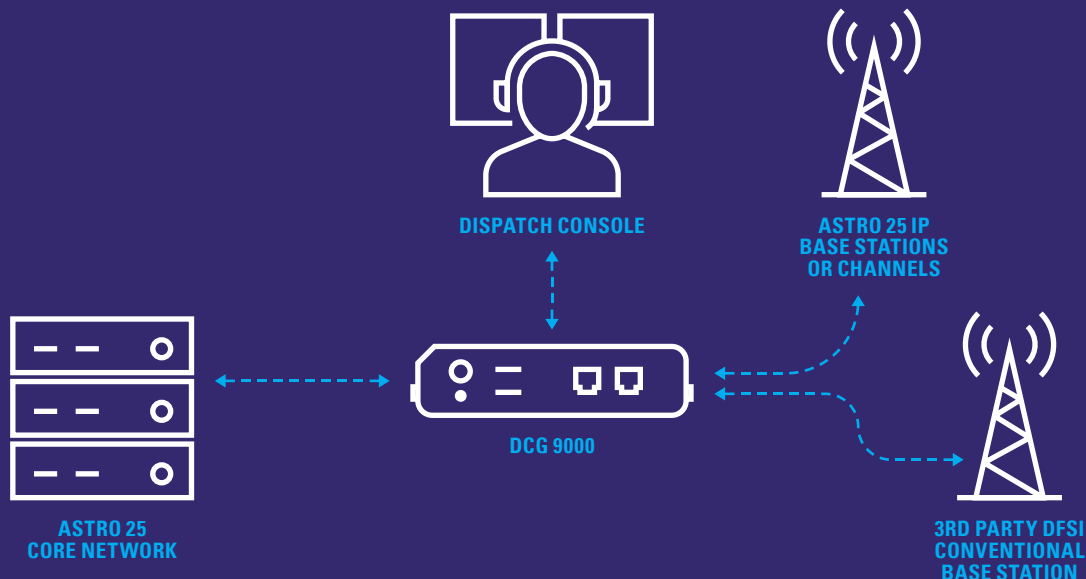 DISPATCH CONSOLE
ASTRO 25 IP
BASE STATIONS
OR CHANNELS
DCG 9000
ASTRO 25
CORE NETWORK
3RD PARTY DFSI
CONVENTIONAL
BASE STATION